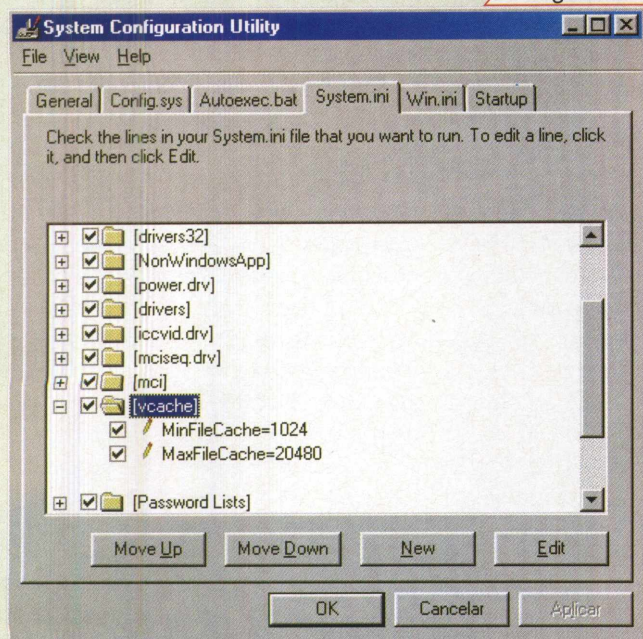 System Configuration Utility
File View Help
General Config.sys Autoexec.bat System.ini Win.ini Startup
Check the lines in your System.ini file that you want to run. To edit a line, click
it, and then click Edit.
[drivers32]
[NonWindowsApp]
[power.drv]
[drivers]
[iccvid.drv]
[mciseq.drv]
[mci]
[vcache]
MinFileCache=1024
MaxFileCache=20480
[Password Lists]
Move Up Move Down New Edit
OK Cancelar Aplicar